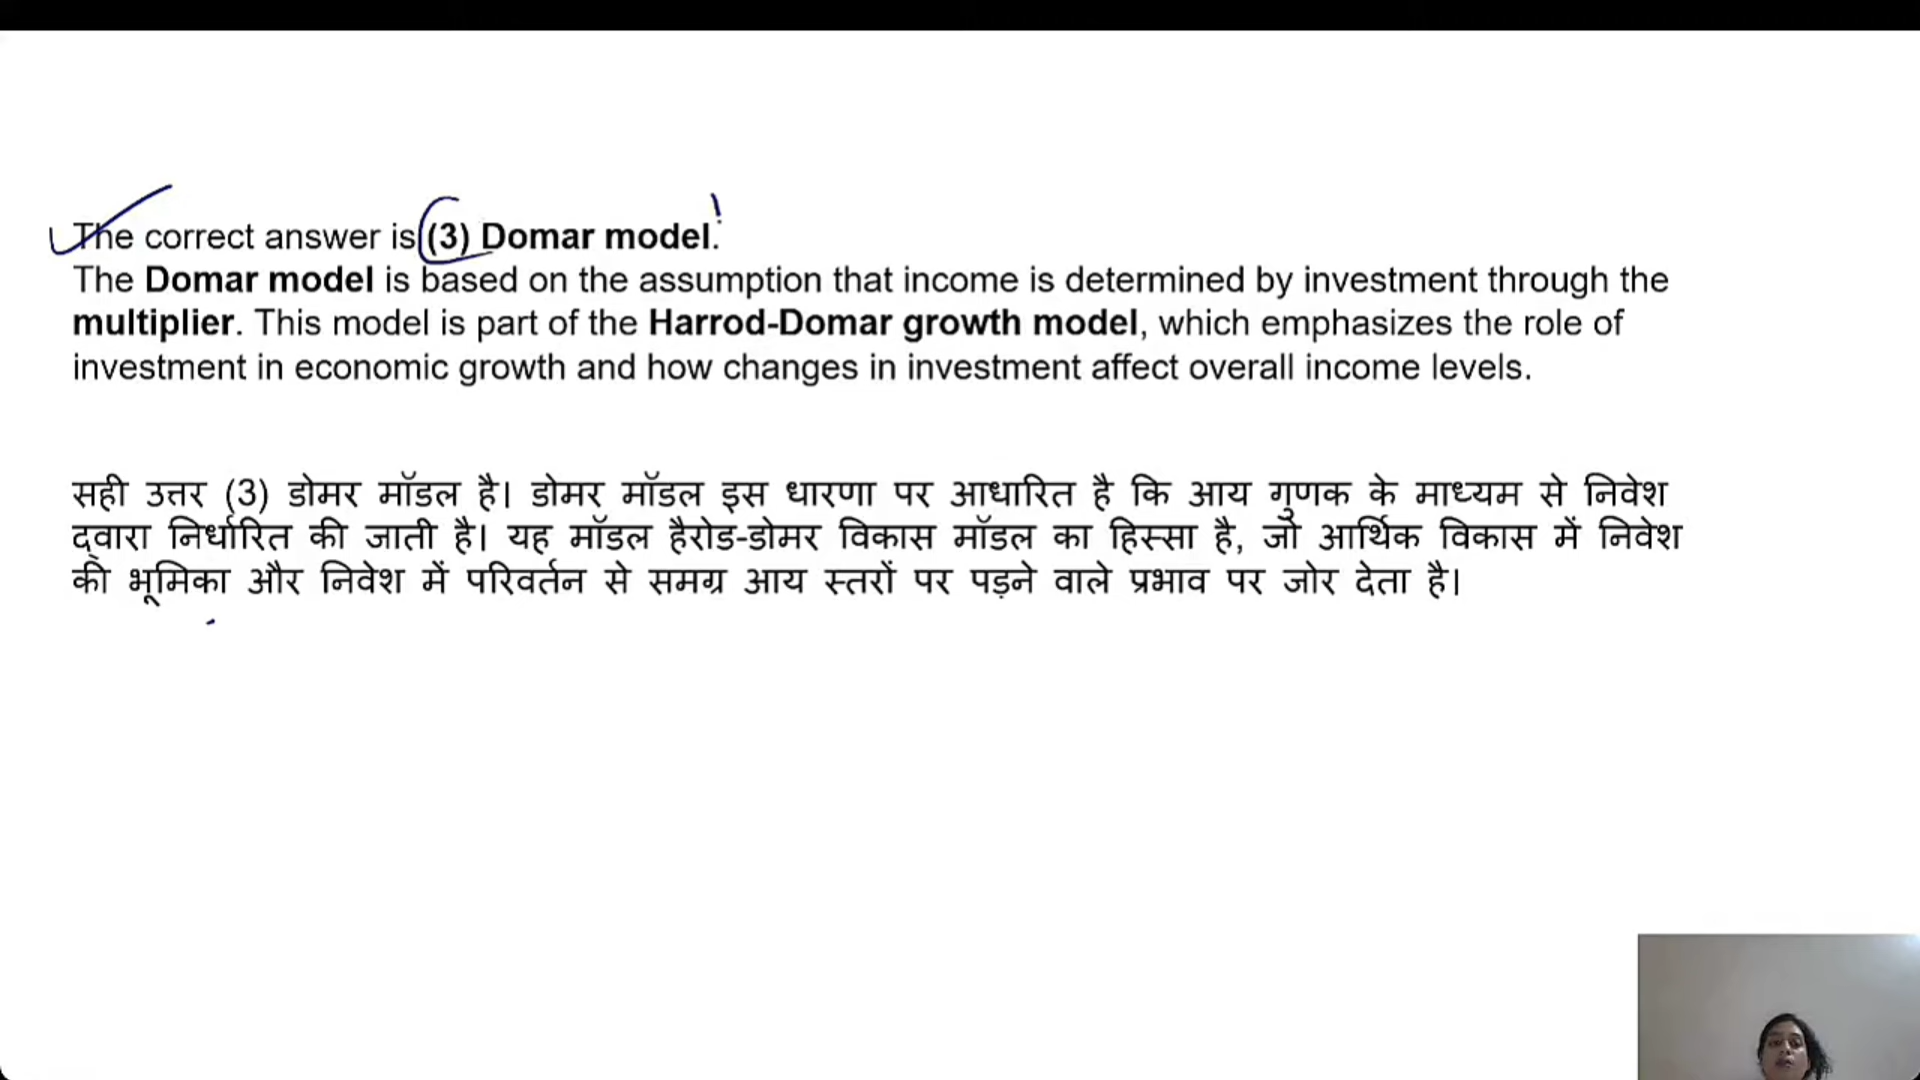 The correct answer is (3) Domar model.
The Domar model is based on the assumption that income is determined by investment through the
multiplier. This model is part of the Harrod-Domar growth model, which emphasizes the role of
investment in economic growth and how changes in investment affect overall income levels.
सही उत्तर (3) डोमर मॉडल है। डोमर मॉडल इस धारणा पर आधारित है कि आय गुणक के माध्यम से निवेश
द्वारा निर्धारित की जाती है। यह मॉडल हैरोड-डोमर विकास मॉडल का हिस्सा है, जो आर्थिक विकास में निवेश
की भूमिका और निवेश में परिवर्तन से समग्र आय स्तरों पर पड़ने वाले प्रभाव पर जोर देता है।